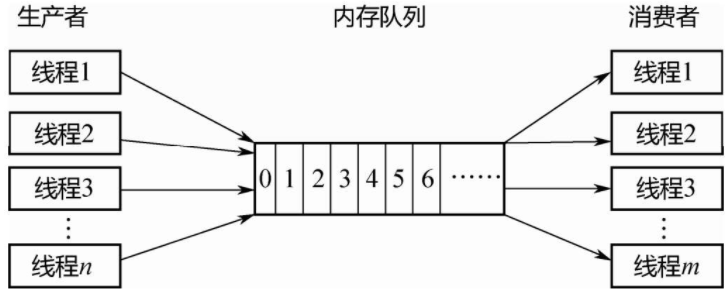 生产者 内存队列 消费者
线程1 线程1
线程2 线程2
0 1 2 3 4 5 6 ……
线程3 线程3
⋮ ⋮
线程n 线程m